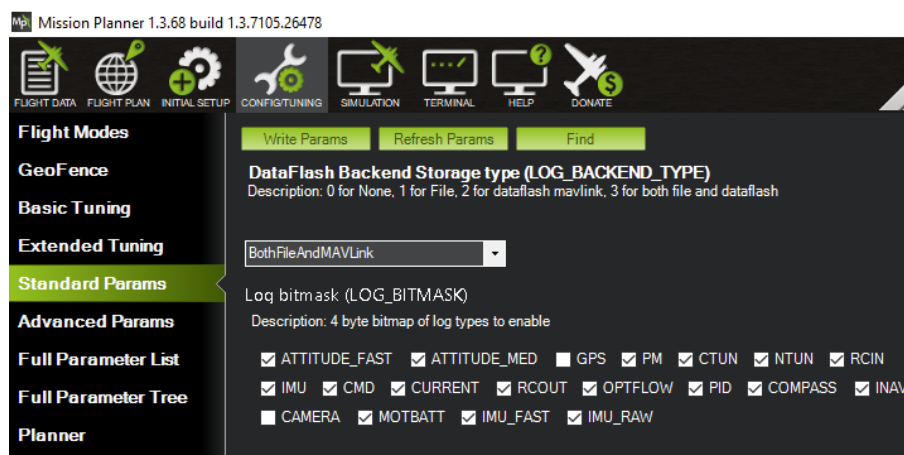 Mp Mission Planner 1.3.68 build 1.3.7105.26478
FLIGHT DATA FLIGHT PLAN INITIAL SETUP CONFIG/TUNING SIMULATION TERMINAL HELP DONATE
Flight Modes
GeoFence
Basic Tuning
Extended Tuning
Standard Params
Advanced Params
Full Parameter List
Full Parameter Tree
Planner
Write Params Refresh Params Find
DataFlash Backend Storage type (LOG_BACKEND_TYPE)
Description: 0 for None, 1 for File, 2 for dataflash mavlink, 3 for both file and dataflash
BothFileAndMAVLink
Log bitmask (LOG_BITMASK)
Description: 4 byte bitmap of log types to enable
ATTITUDE_FAST ATTITUDE_MED GPS PM CTUN NTUN RCIN
IMU CMD CURRENT RCOUT OPTFLOW PID COMPASS INAV
CAMERA MOTBATT IMU_FAST IMU_RAW